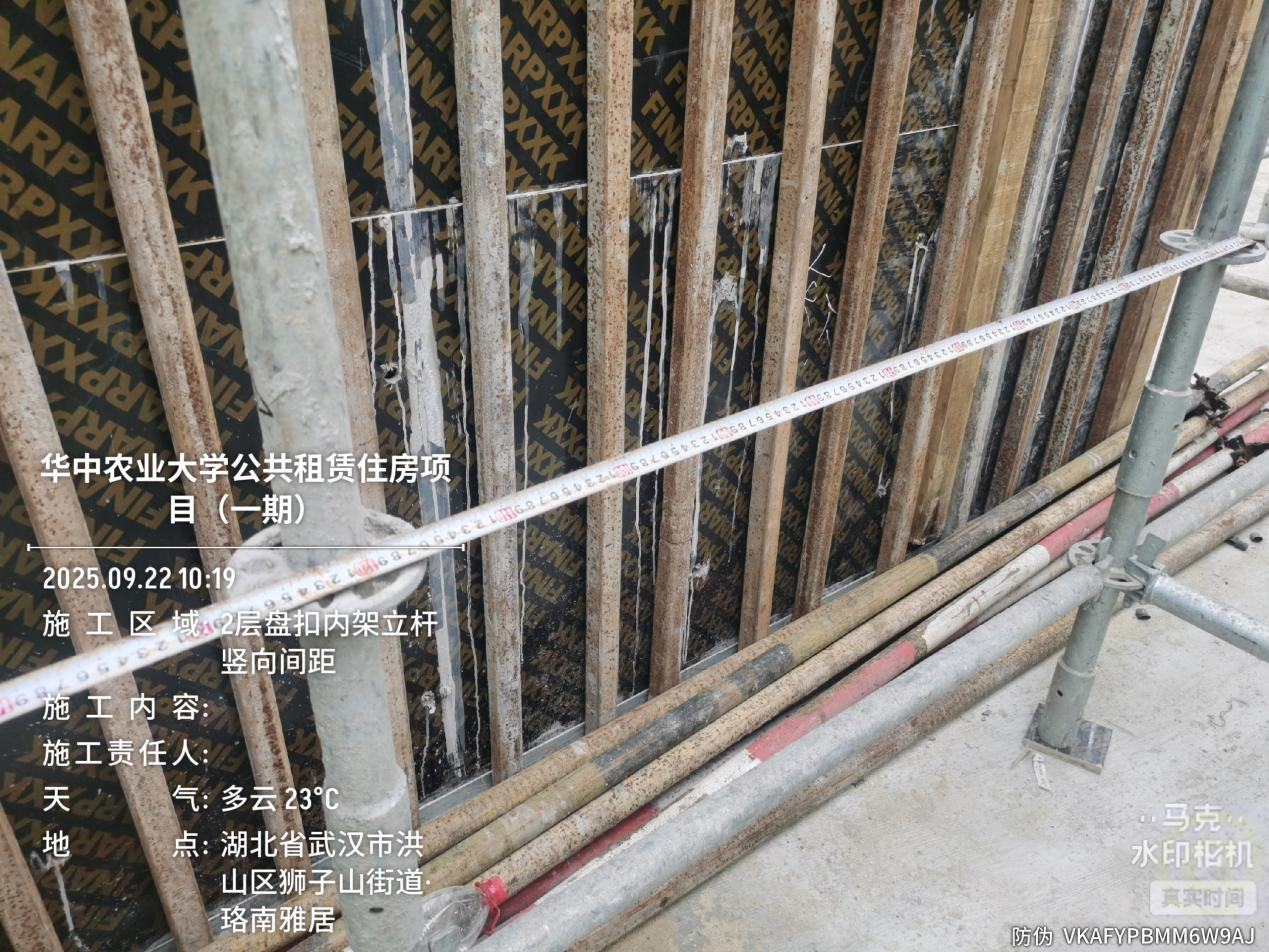 FINARPXXK
华中农业大学公共租赁住房项
目（一期）
2025.09.22 10:19
施工区域: 2层盘扣内架立杆
竖向间距
施工内容:
施工责任人:
天气: 多云 23°C
地点: 湖北省武汉市洪
山区狮子山街道·
珞南雅居
马克
水印相机
真实时间
防伪 VKAFYPBMM6W9AJ